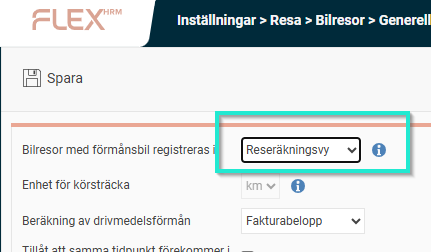 FLEX HRM
Inställningar > Resa > Bilresor > Generell
Spara
Bilresor med förmånsbil registreras i Reseräkningsvy
Enhet för körsträcka km
Beräkning av drivmedelsförmån Fakturabelopp
Tillåt att samma tidpunkt förekommer i